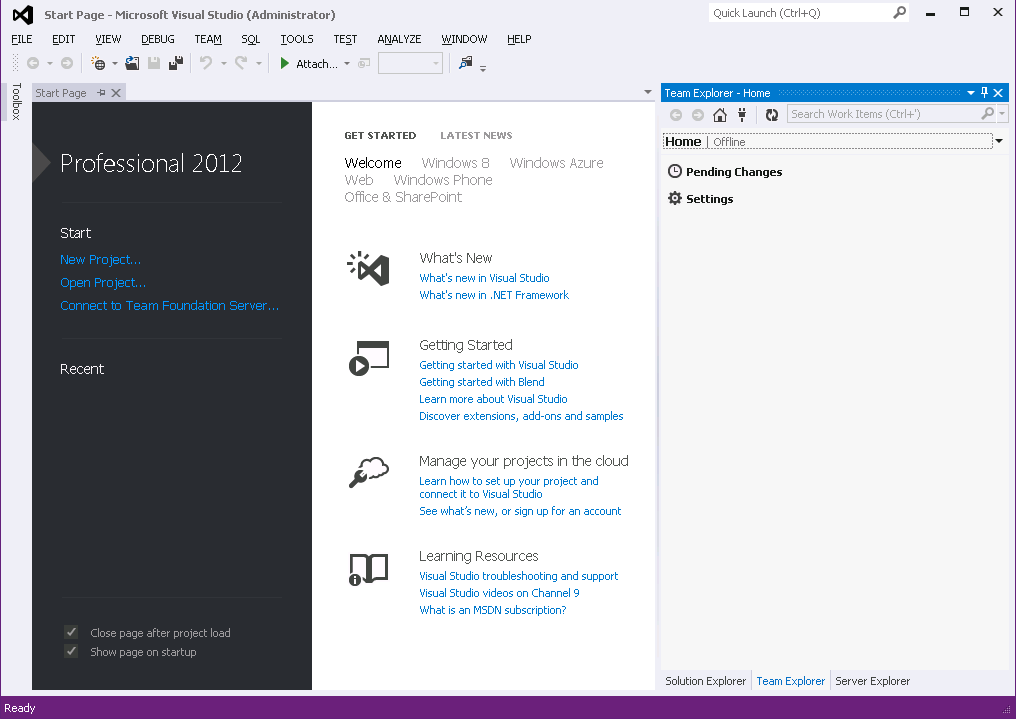 Start Page - Microsoft Visual Studio (Administrator)
Quick Launch (Ctrl+Q)
FILE EDIT VIEW DEBUG TEAM SQL TOOLS TEST ANALYZE WINDOW HELP
Attach...
Toolbox
Start Page
Professional 2012
Start
New Project...
Open Project...
Connect to Team Foundation Server...
Recent
Close page after project load
Show page on startup
GET STARTED LATEST NEWS
Welcome Windows 8 Windows Azure
Web Windows Phone
Office & SharePoint
What's New
What's new in Visual Studio
What's new in .NET Framework
Getting Started
Getting started with Visual Studio
Getting started with Blend
Learn more about Visual Studio
Discover extensions, add-ons and samples
Manage your projects in the cloud
Learn how to set up your project and
connect it to Visual Studio
See what's new, or sign up for an account
Learning Resources
Visual Studio troubleshooting and support
Visual Studio videos on Channel 9
What is an MSDN subscription?
Team Explorer - Home
Search Work Items (Ctrl+')
Home | Offline
Pending Changes
Settings
Solution Explorer Team Explorer Server Explorer
Ready